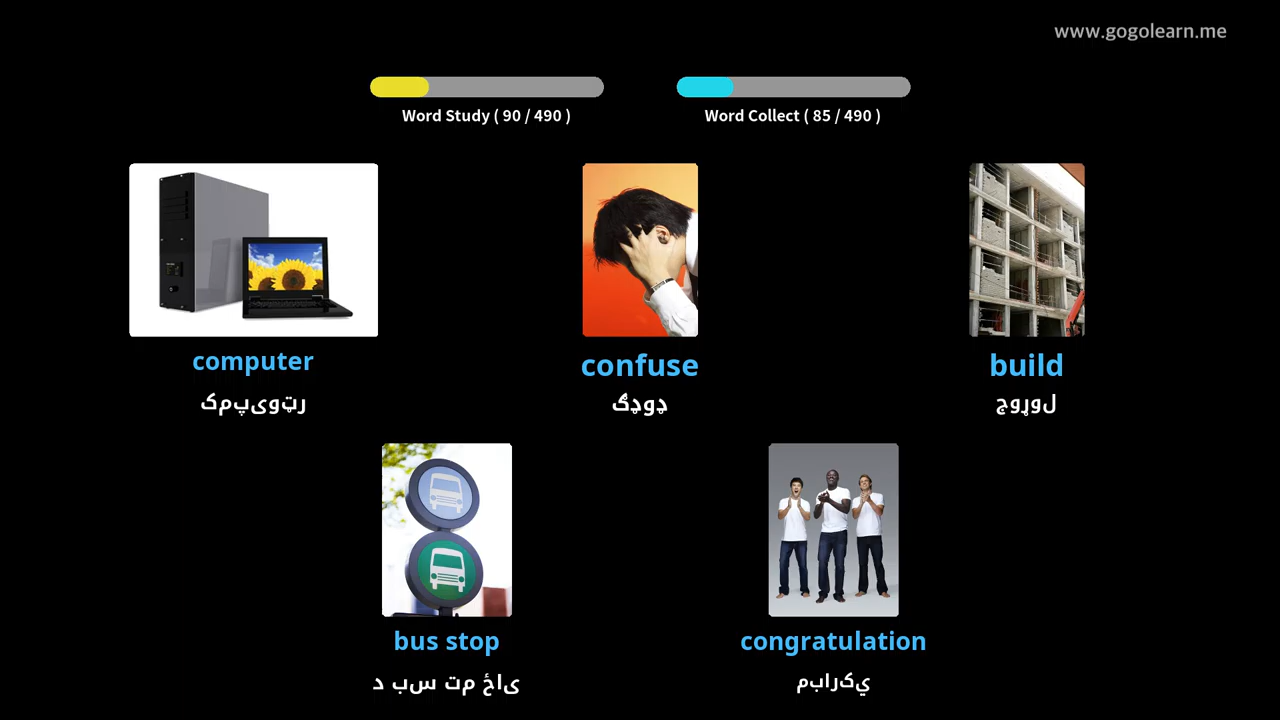 www.gogolearn.me
Word Study ( 90 / 490 )
Word Collect ( 85 / 490 )
computer
کمپیوټر
confuse
ګډوډ
build
جوړول
bus stop
د بس تم ځای
congratulation
مبارکي